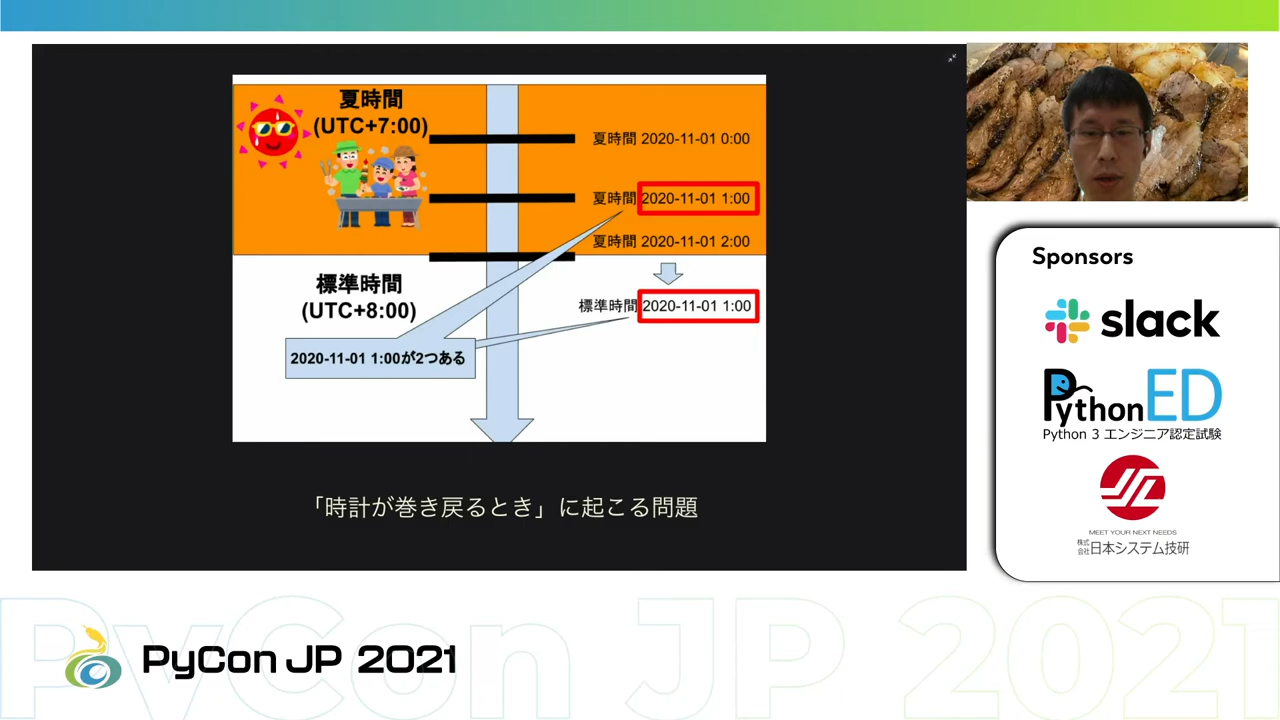 夏時間
(UTC+7:00)
夏時間 2020-11-01 0:00
夏時間 2020-11-01 1:00
夏時間 2020-11-01 2:00
標準時間
(UTC+8:00)
標準時間 2020-11-01 1:00
2020-11-01 1:00が2つある
「時計が巻き戻るとき」に起こる問題
Sponsors
slack
PythonED
Python 3 エンジニア認定試験
MEET YOUR NEXT NEEDS
株式会社日本システム技研
PyCon JP 2021
PyCon JP 2021